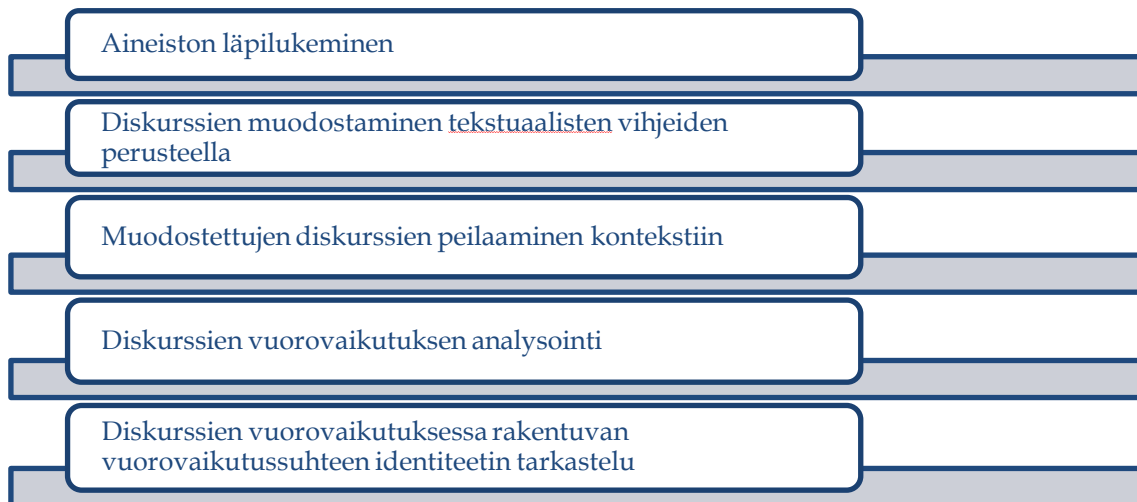 Aineiston läpilukeminen
Diskurssien muodostaminen tekstuaalisten vihjeiden
perusteella
Muodostettujen diskurssien peilaaminen kontekstiin
Diskurssien vuorovaikutuksen analysointi
Diskurssien vuorovaikutuksessa rakentuvan
vuorovaikutussuhteen identiteetin tarkastelu